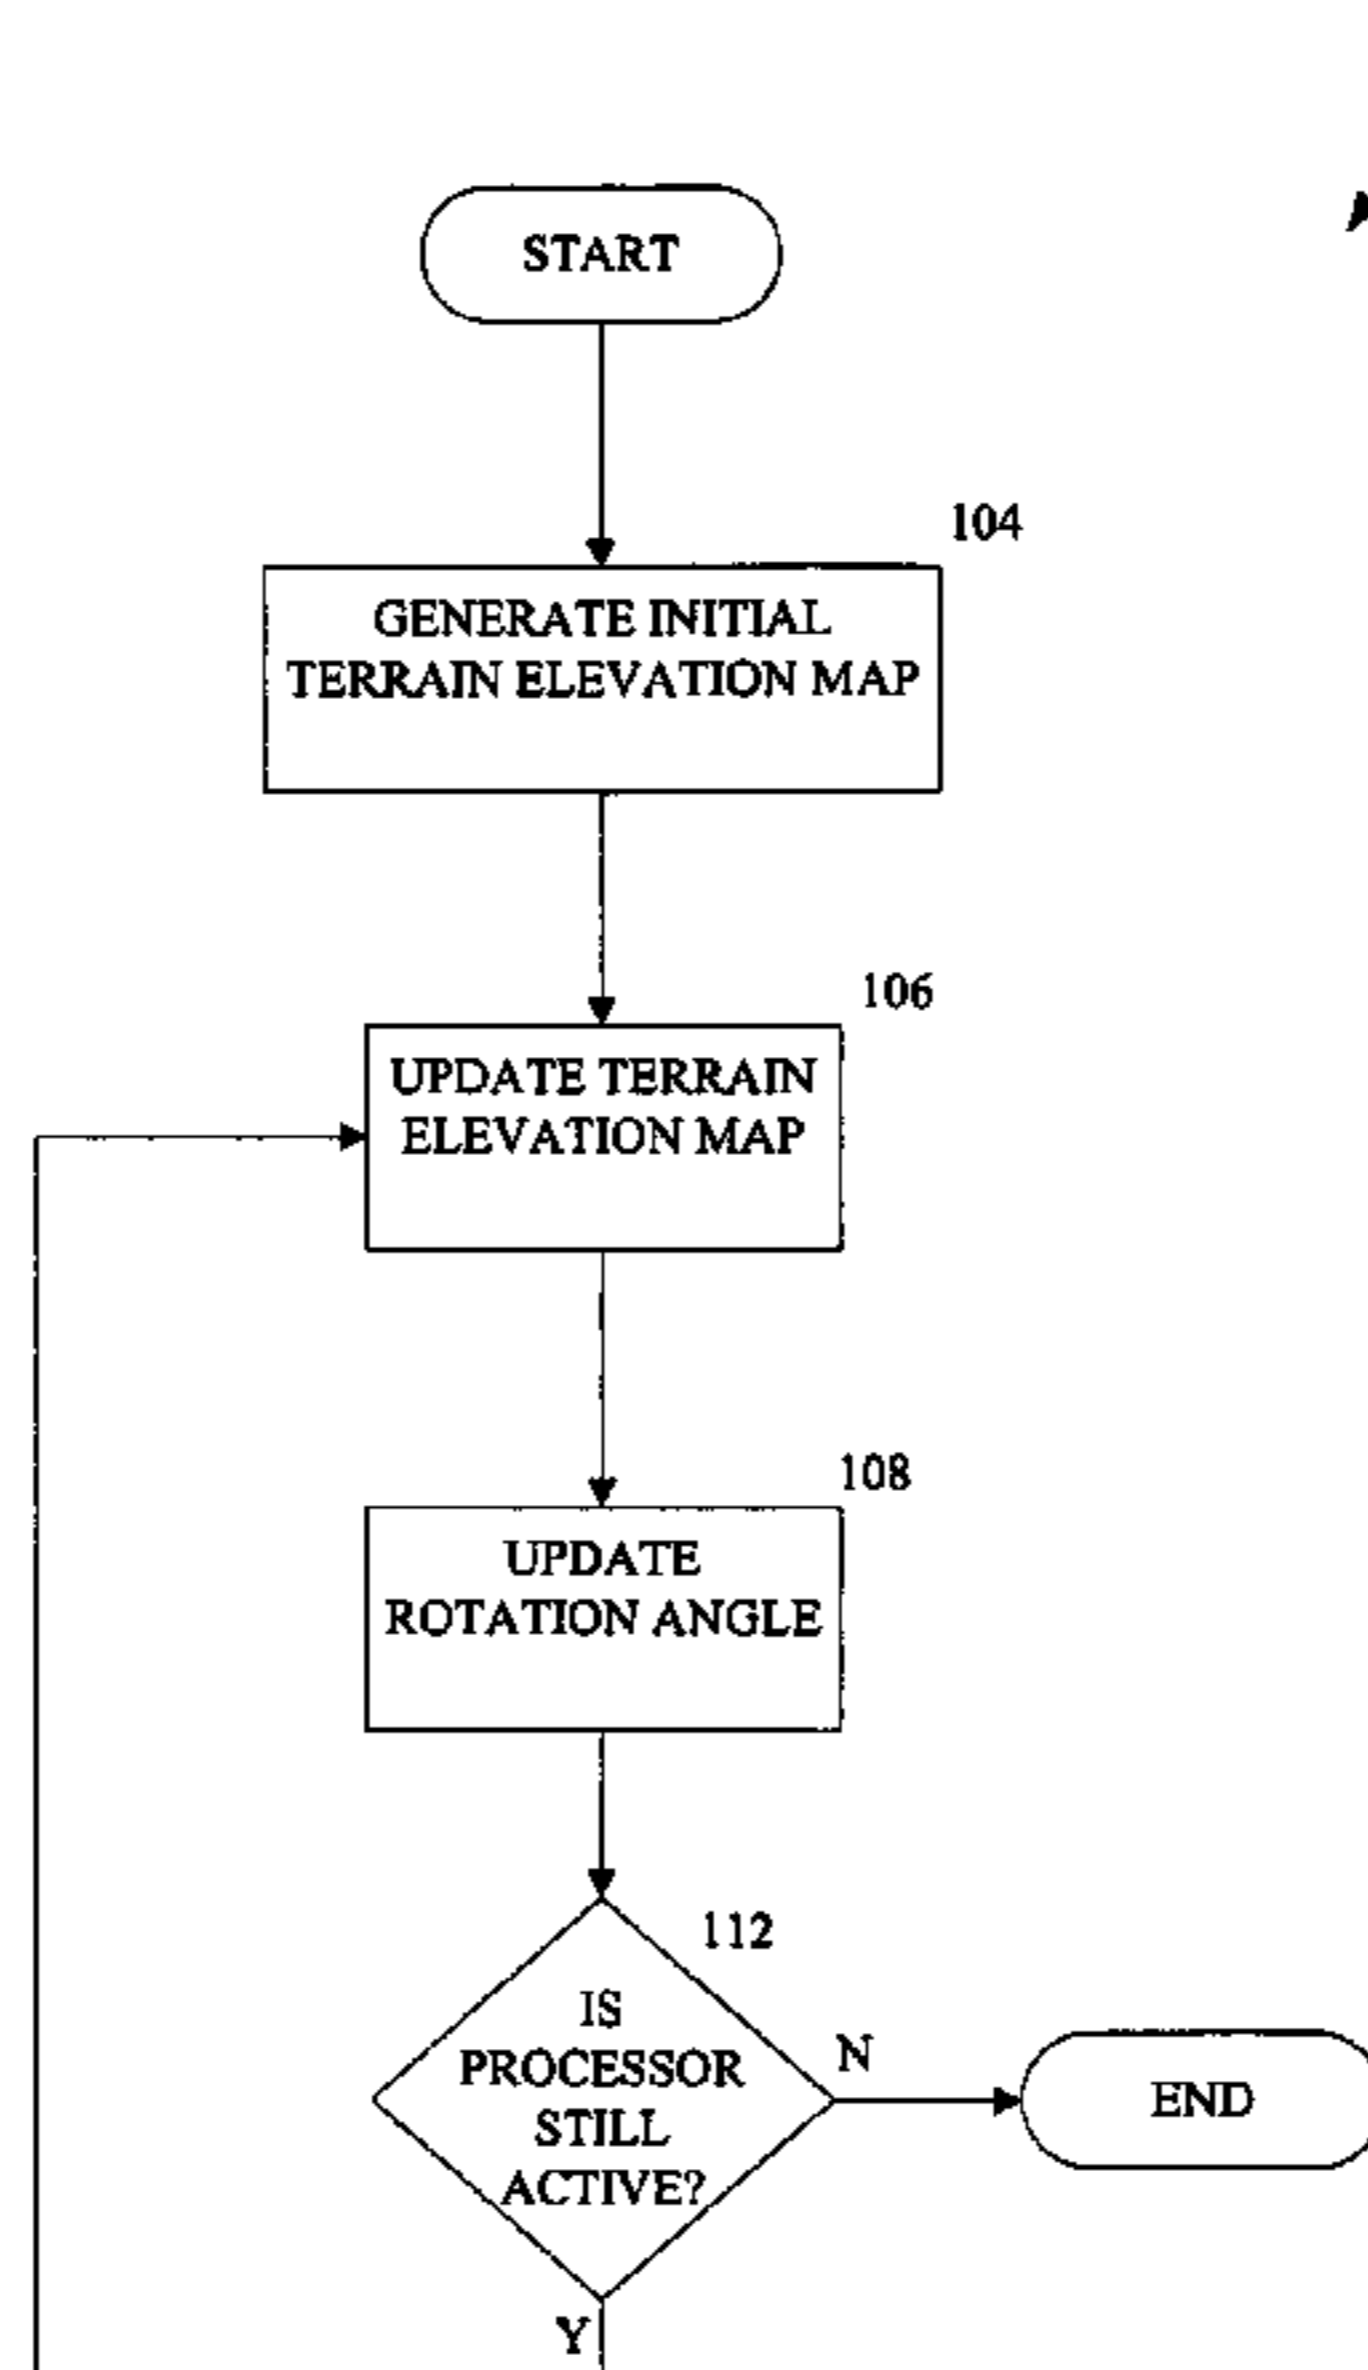 START
104
GENERATE INITIAL
TERRAIN ELEVATION MAP
106
UPDATE TERRAIN
ELEVATION MAP
108
UPDATE
ROTATION ANGLE
112
IS
PROCESSOR
STILL
ACTIVE?
N
END
Y